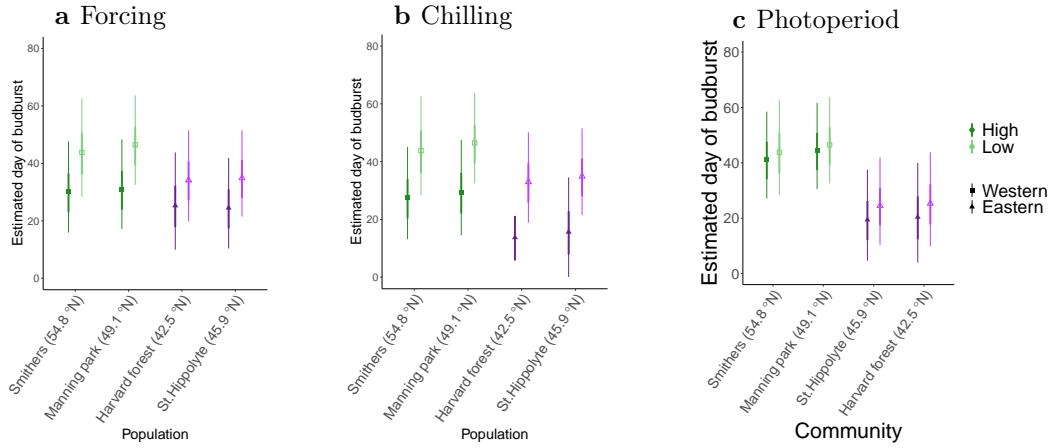 a Forcing
Estimated day of budburst
80
60
40
20
0
Smithers (54.8 °N)
Manning park (49.1 °N)
Harvard forest (42.5 °N)
St.Hippolyte (45.9 °N)
Population
b Chilling
Estimated day of budburst
80
60
40
20
0
Smithers (54.8 °N)
Manning park (49.1 °N)
Harvard forest (42.5 °N)
St.Hippolyte (45.9 °N)
Population
c Photoperiod
Estimated day of budburst
80
60
40
20
0
Smithers (54.8 °N)
Manning park (49.1 °N)
St.Hippolyte (45.9 °N)
Harvard forest (42.5 °N)
Community
High
Low
Western
Eastern